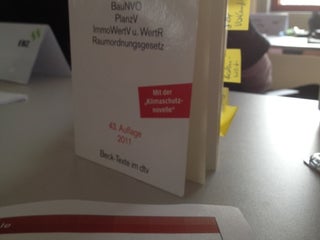 BauNVO
PlanzV
ImmoWertV u. WertR
Raumordnungsgesetz
Mit der
„Klimaschutz-
novelle“
43. Auflage
2011
Beck-Texte im dtv